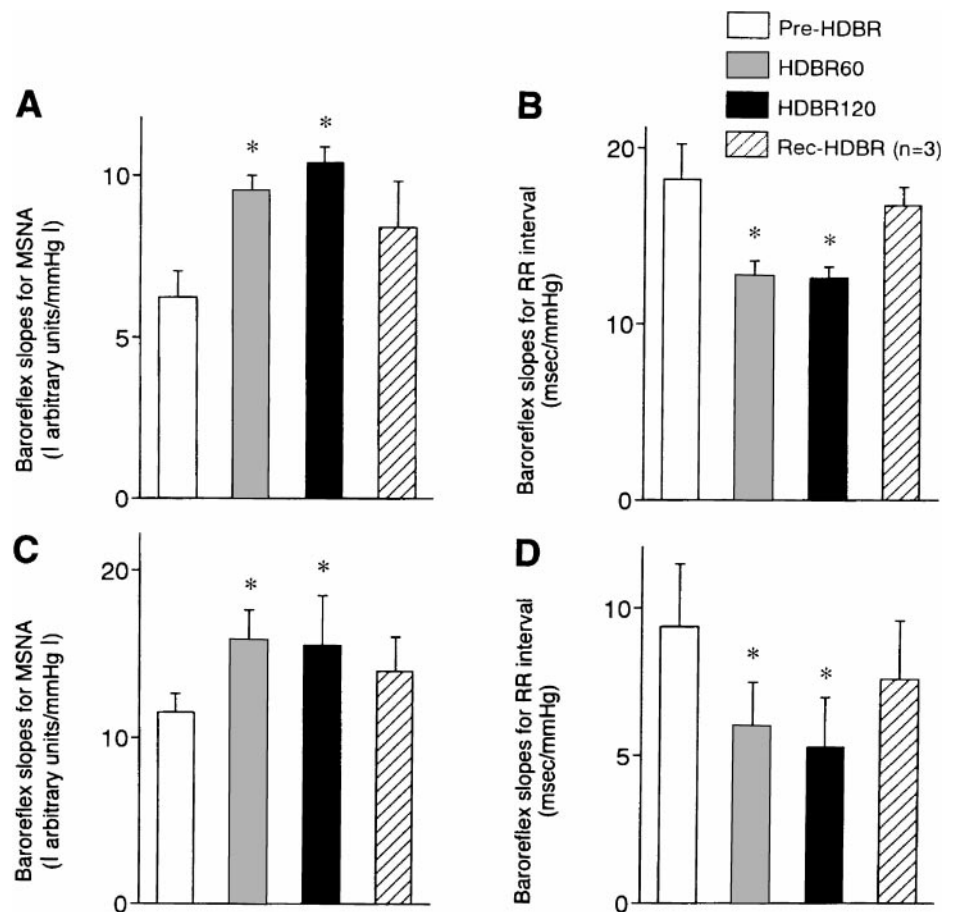 Pre-HDBR
HDBR60
HDBR120
Rec-HDBR (n=3)
A
Baroreflex slopes for MSNA
(I arbitrary units/mmHg I)
10
5
0
*
*
B
Baroreflex slopes for RR interval
(msec/mmHg)
20
10
0
*
*
C
Baroreflex slopes for MSNA
(I arbitrary units/mmHg I)
20
10
0
*
*
D
Baroreflex slopes for RR interval
(msec/mmHg)
10
5
0
*
*